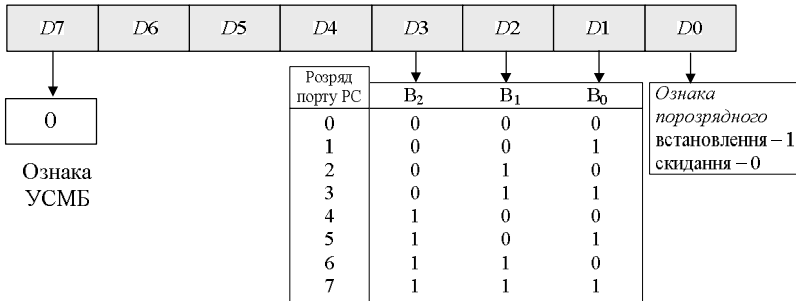 D7 D6 D5 D4 D3 D2 D1 D0
0
Ознака
УСМБ
Розряд
порту PC
B₂ B₁ B₀
0 0 0 0
1 0 0 1
2 0 1 0
3 0 1 1
4 1 0 0
5 1 0 1
6 1 1 0
7 1 1 1
Ознака
порозрядного
встановлення – 1
скидання – 0